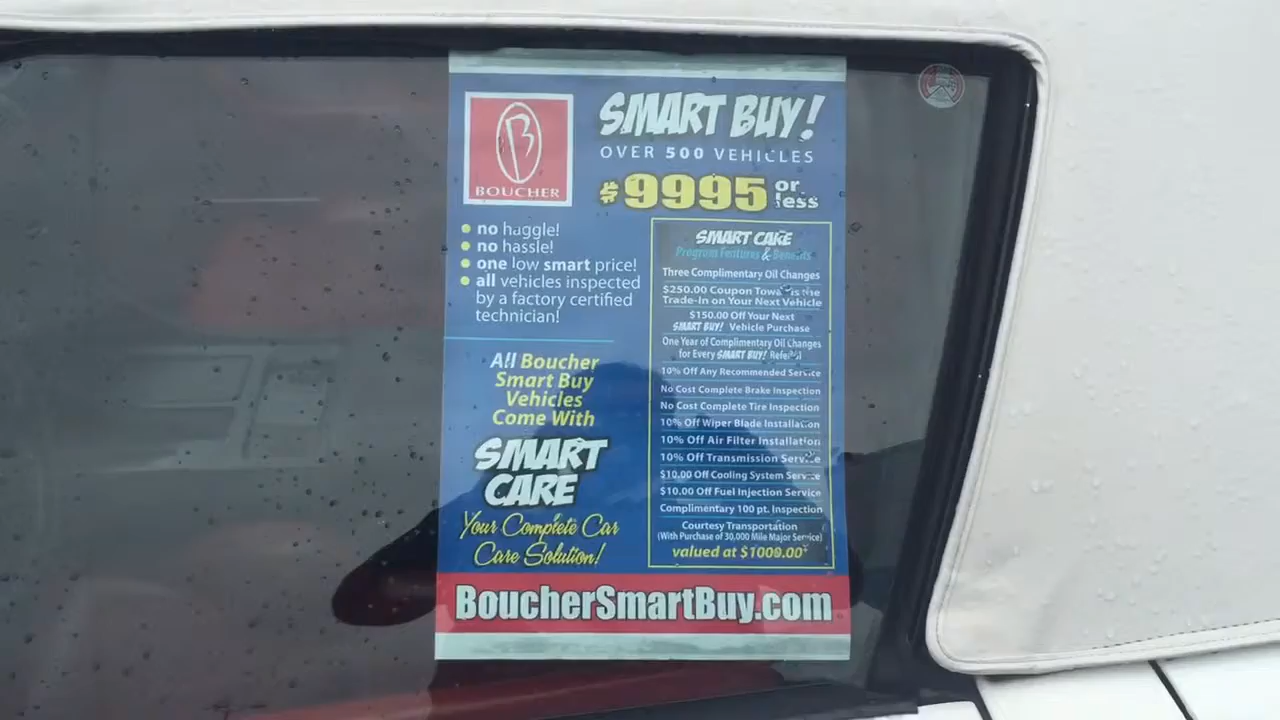 B
BOUCHER
SMART BUY!
OVER 500 VEHICLES
$9995 or less
no haggle!
no hassle!
one low smart price!
all vehicles inspected
by a factory certified
technician!
All Boucher
Smart Buy
Vehicles
Come With
SMART
CARE
Your Complete Car
Care Solution!
SMART CARE
Program Features & Benefits
Three Complimentary Oil Changes
$250.00 Coupon Towards the
Trade-In on Your Next Vehicle
$150.00 Off Your Next
SMART BUY! Vehicle Purchase
One Year of Complimentary Oil Changes
for Every SMART BUY! Referral
10% Off Any Recommended Service
No Cost Complete Brake Inspection
No Cost Complete Tire Inspection
10% Off Wiper Blade Installation
10% Off Air Filter Installation
10% Off Transmission Service
$10.00 Off Cooling System Service
$10.00 Off Fuel Injection Service
Complimentary 100 pt. Inspection
Courtesy Transportation
(With Purchase of 30,000 Mile Major Service)
valued at $1000.00*
BoucherSmartBuy.com